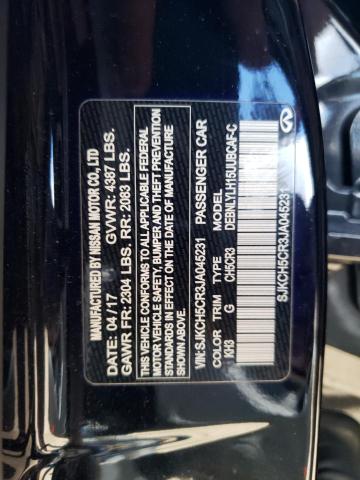 MANUFACTURED BY NISSAN MOTOR CO., LTD
DATE: 04/17 GVWR: 4387 LBS.
GAWR FR: 2304 LBS. RR: 2083 LBS.
THIS VEHICLE CONFORMS TO ALL APPLICABLE FEDERAL
MOTOR VEHICLE SAFETY, BUMPER AND THEFT PREVENTION
STANDARDS IN EFFECT ON THE DATE OF MANUFACTURE
SHOWN ABOVE.
VIN:SJKCH5CR3JA045231 PASSENGER CAR
COLOR TRIM TYPE MODEL
KH3 G CH5CR3 DEBNLYLH15UUBCAF-C
SJKCH5CR3JA045231
INFINITI